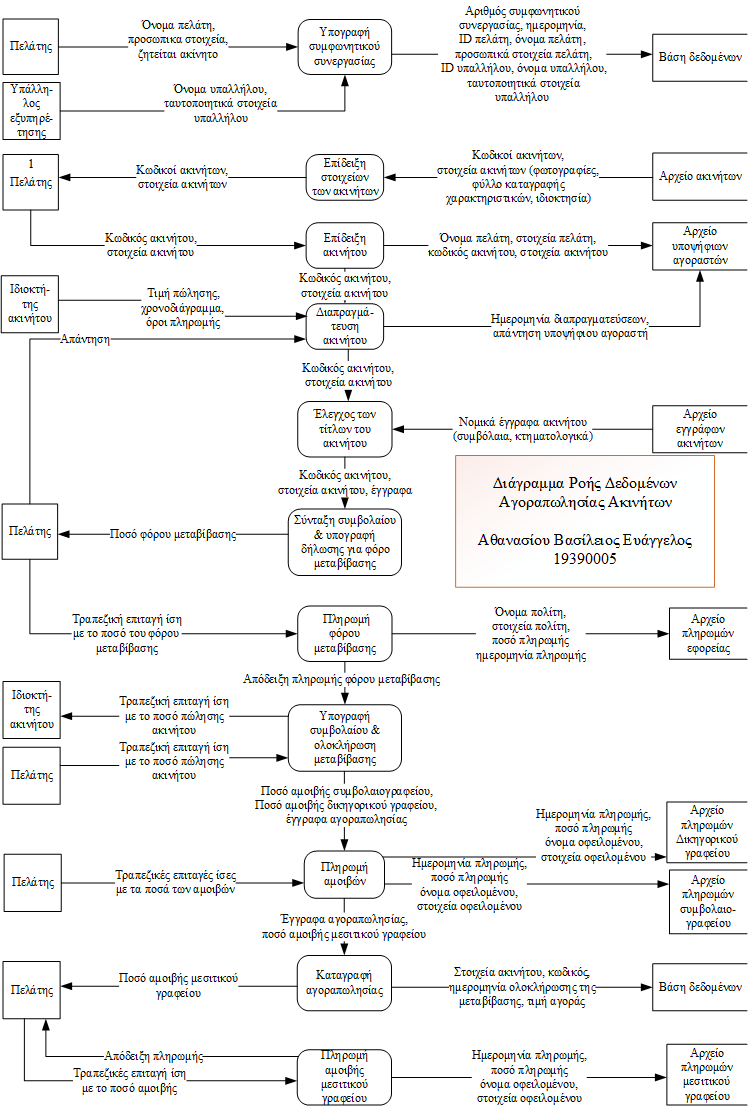 Πελάτης
Όνομα πελάτη,
προσωπικα στοιχεία,
ζητείται ακίνητο
Υπογραφή
συμφωνητικού
συνεργασίας
Αριθμός συμφωνητικού
συνεργασίας, ημερομηνία,
ID πελάτη, όνομα πελάτη,
προσωπικά στοιχεία πελάτη,
ID υπαλλήλου, όνομα υπαλλήλου,
ταυτοποιητικά στοιχεία
υπαλλήλου
Βάση δεδομένων
Υπάλλη-
λος
εξυπηρέ-
τησης
Όνομα υπαλλήλου,
ταυτοποιητικά στοιχεία
υπαλλήλου
1
Πελάτης
Κωδικοί ακινήτων,
στοιχεία ακινήτων
Επίδειξη
στοιχείων
των ακινήτων
Κωδικοί ακινήτων,
στοιχεία ακινήτων (φωτογραφίες,
φύλλο καταγραφής
χαρακτηριστικών, ιδιοκτησία)
Αρχείο ακινήτων
Κωδικός ακινήτου,
στοιχεία ακινήτου
Επίδειξη
ακινήτου
Όνομα πελάτη, στοιχεία πελάτη,
κωδικός ακινήτου, στοιχεία ακινήτου
Αρχείο
υποψήφιων
αγοραστών
Κωδικός ακινήτου,
στοιχεία ακινήτου
Ιδιοκτή-
της
ακινήτου
Τιμή πώλησης,
χρονοδιάγραμμα,
όροι πληρωμής
Διαπραγμά-
τευση
ακινήτου
Ημερομηνία διαπραγματεύσεων,
απάντηση υποψήφιου αγοραστή
Απάντηση
Κωδικός ακινήτου,
στοιχεία ακινήτου
Έλεγχος των
τίτλων του
ακινήτου
Νομικά έγγραφα ακινήτου
(συμβόλαια, κτηματολογικά)
Αρχείο
εγγράφων
ακινήτων
Κωδικός ακινήτου,
στοιχεία ακινήτου, έγγραφα
Διάγραμμα Ροής Δεδομένων
Αγοραπωλησίας Ακινήτων
Αθανασίου Βασίλειος Ευάγγελος
19390005
Πελάτης
Ποσό φόρου μεταβίβασης
Σύνταξη συμβολαίου
& υπογραφή
δήλωσης για φόρο
μεταβίβασης
Τραπεζική επιταγή ίση
με το ποσό του φόρου
μεταβίβασης
Πληρωμή
φόρου
μεταβίβασης
Όνομα πολίτη,
στοιχεία πολίτη,
ποσό πληρωμής
ημερομηνία πληρωμής
Αρχείο
πληρωμών
εφορείας
Απόδειξη πληρωμής φόρου μεταβίβασης
Ιδιοκτή-
της
ακινήτου
Τραπεζική επιταγή ίση
με το ποσό πώλησης
ακινήτου
Υπογραφή
συμβολαίου &
ολοκλήρωση
μεταβίβασης
Πελάτης
Τραπεζική επιταγή ίση
με το ποσό πώλησης
ακινήτου
Ποσό αμοιβής συμβολαιογραφείου,
Ποσό αμοιβής δικηγορικού γραφείου,
έγγραφα αγοραπωλησίας
Ημερομηνία πληρωμής,
ποσό πληρωμής
όνομα οφειλομένου,
στοιχεία οφειλομένου
Αρχείο
πληρωμών
Δικηγορικού
γραφείου
Πελάτης
Τραπεζικές επιταγές ίσες
με τα ποσά των αμοιβών
Πληρωμή
αμοιβών
Ημερομηνία πληρωμής,
ποσό πληρωμής
όνομα οφειλομένου,
στοιχεία οφειλομένου
Αρχείο
πληρωμών
συμβολαιο-
γραφείου
Έγγραφα αγοραπωλησίας,
ποσό αμοιβής μεσιτικού γραφείου
Πελάτης
Ποσό αμοιβής μεσιτικού
γραφείου
Καταγραφή
αγοραπωλησίας
Στοιχεία ακινήτου, κωδικός,
ημερομηνία ολοκλήρωσης της
μεταβίβασης, τιμή αγοράς
Βάση δεδομένων
Απόδειξη πληρωμής
Τραπεζικές επιταγή ίση
με το ποσό αμοιβής
Πληρωμή
αμοιβής
μεσιτικού
γραφείου
Ημερομηνία πληρωμής,
ποσό πληρωμής
όνομα οφειλομένου,
στοιχεία οφειλομένου
Αρχείο
πληρωμών
μεσιτικού
γραφείου